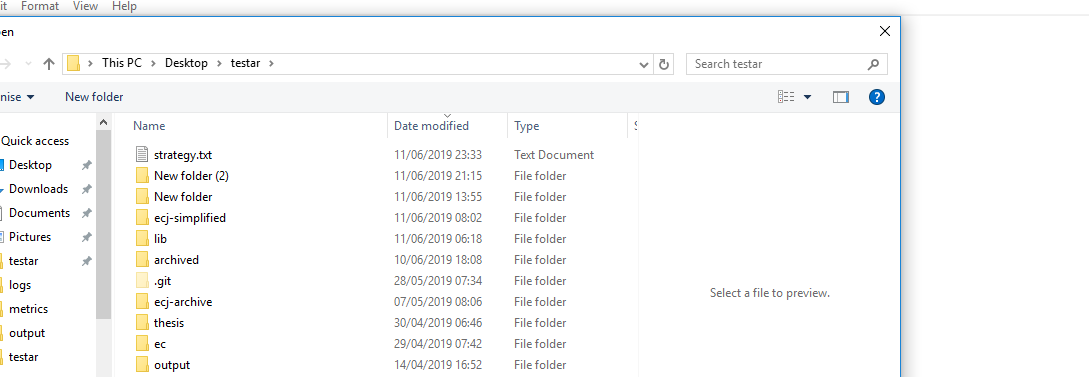 it Format View Help
en
This PC Desktop testar
Search testar
nise New folder
Name Date modified Type S
Quick access
Desktop
Downloads
Documents
Pictures
testar
logs
metrics
output
testar
strategy.txt 11/06/2019 23:33 Text Document
New folder (2) 11/06/2019 21:15 File folder
New folder 11/06/2019 13:55 File folder
ecj-simplified 11/06/2019 08:02 File folder
lib 11/06/2019 06:18 File folder
archived 10/06/2019 18:08 File folder
.git 28/05/2019 07:34 File folder
ecj-archive 07/05/2019 08:06 File folder
thesis 30/04/2019 06:46 File folder
ec 29/04/2019 07:42 File folder
output 14/04/2019 16:52 File folder
Select a file to preview.